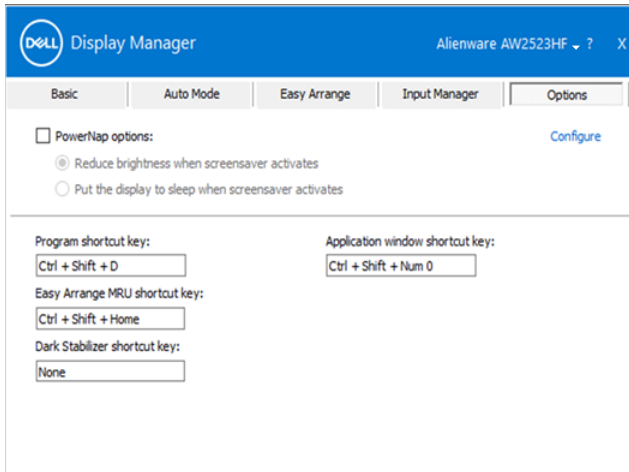 DELL Display Manager
Alienware AW2523HF ? X
Basic Auto Mode Easy Arrange Input Manager Options
PowerNap options: Configure
Reduce brightness when screensaver activates
Put the display to sleep when screensaver activates
Program shortcut key: Application window shortcut key:
Ctrl + Shift + D Ctrl + Shift + Num 0
Easy Arrange MRU shortcut key:
Ctrl + Shift + Home
Dark Stabilizer shortcut key:
None